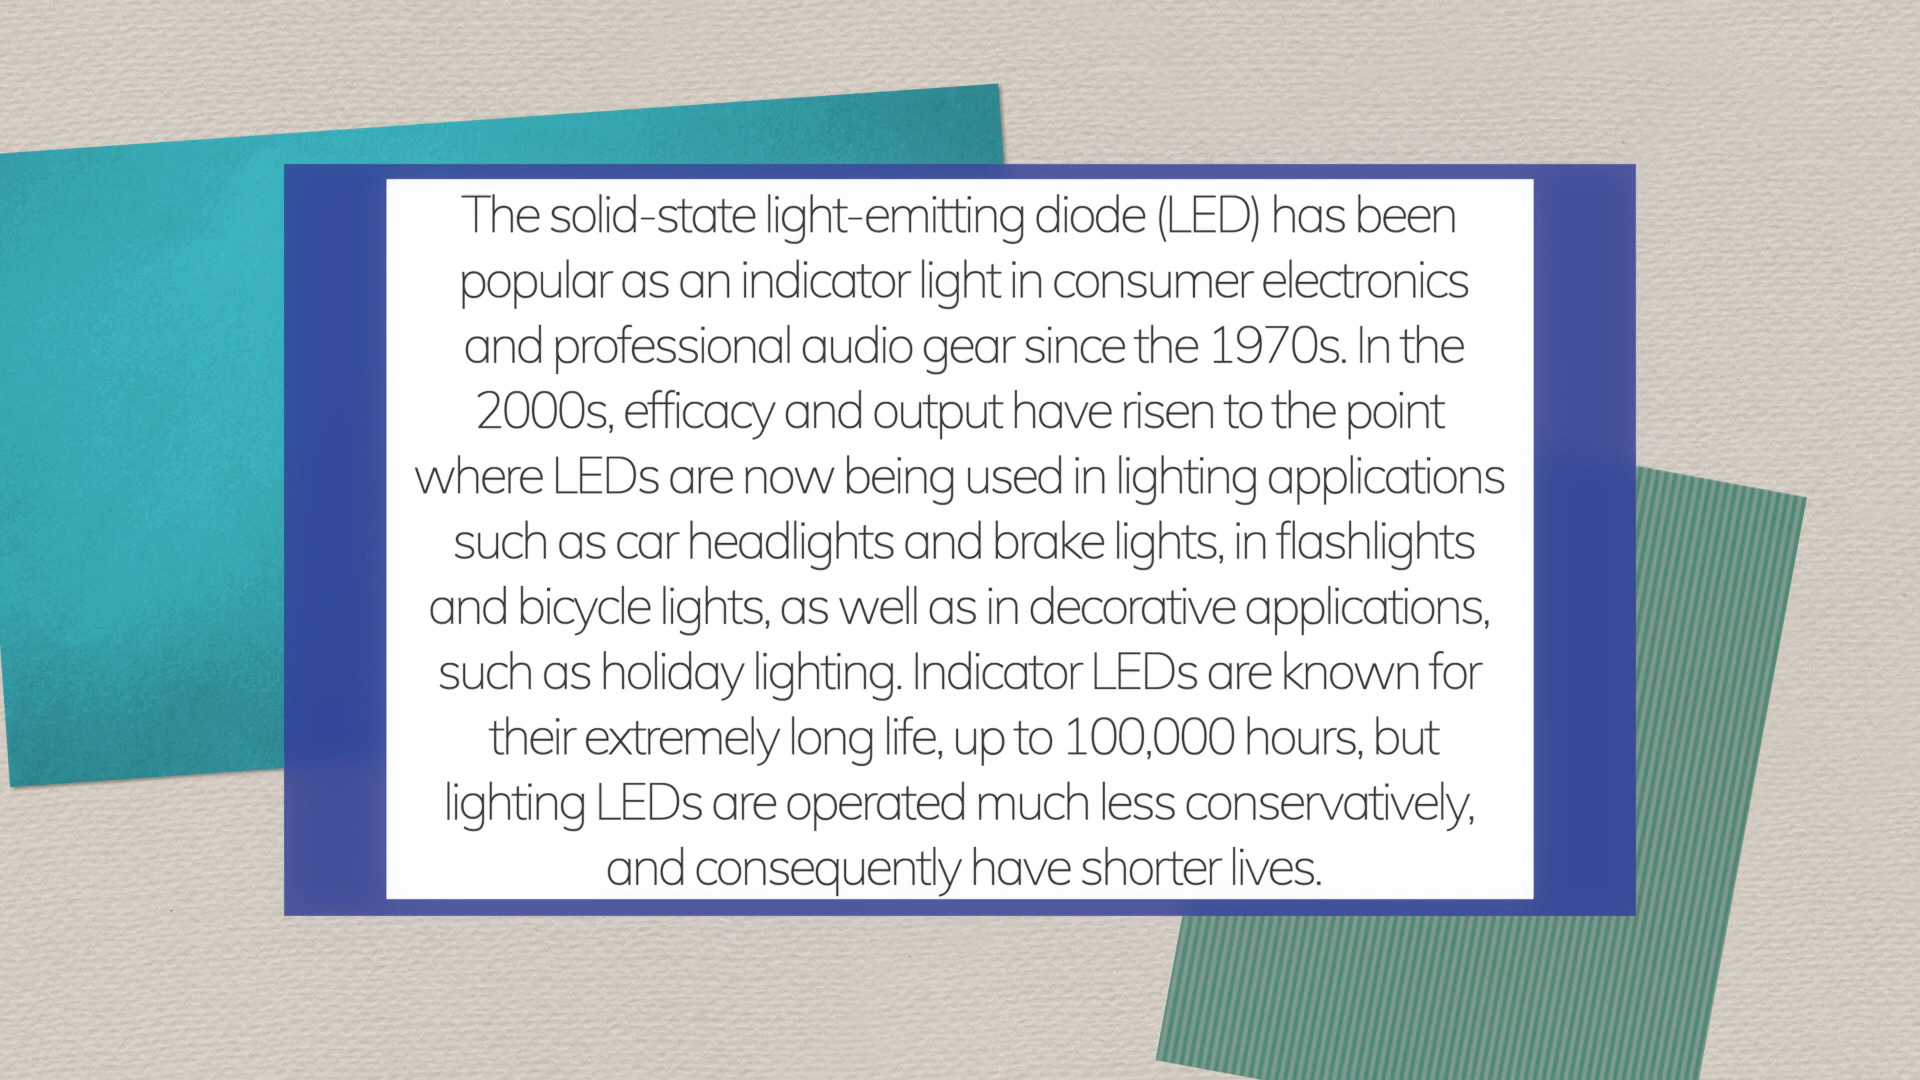 The solid-state light-emitting diode (LED) has been
popular as an indicator light in consumer electronics
and professional audio gear since the 1970s. In the
2000s, efficacy and output have risen to the point
where LEDs are now being used in lighting applications
such as car headlights and brake lights, in flashlights
and bicycle lights, as well as in decorative applications,
such as holiday lighting. Indicator LEDs are known for
their extremely long life, up to 100,000 hours, but
lighting LEDs are operated much less conservatively,
and consequently have shorter lives.